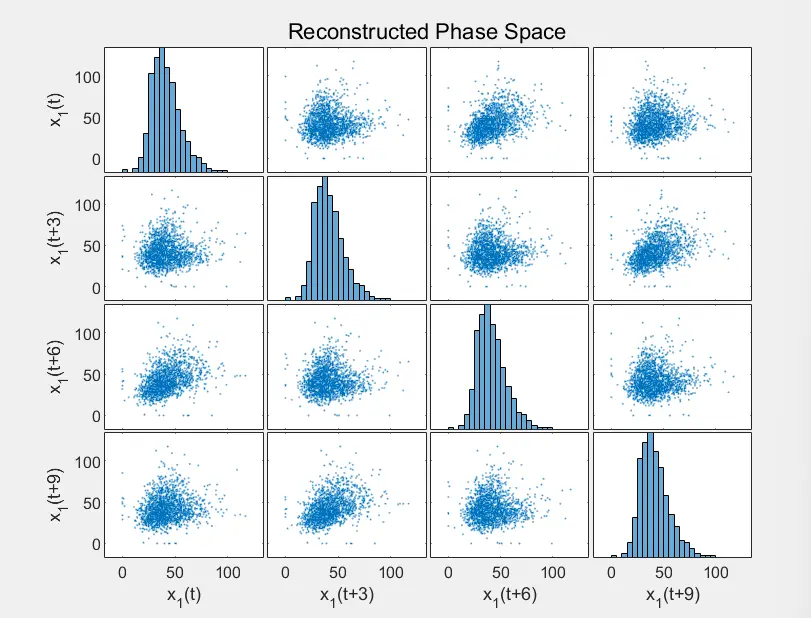 Reconstructed Phase Space
x₁(t)
100
50
0
x₁(t+3)
100
50
0
x₁(t+6)
100
50
0
x₁(t+9)
100
50
0
0 50 100 0 50 100 0 50 100 0 50 100
x₁(t) x₁(t+3) x₁(t+6) x₁(t+9)